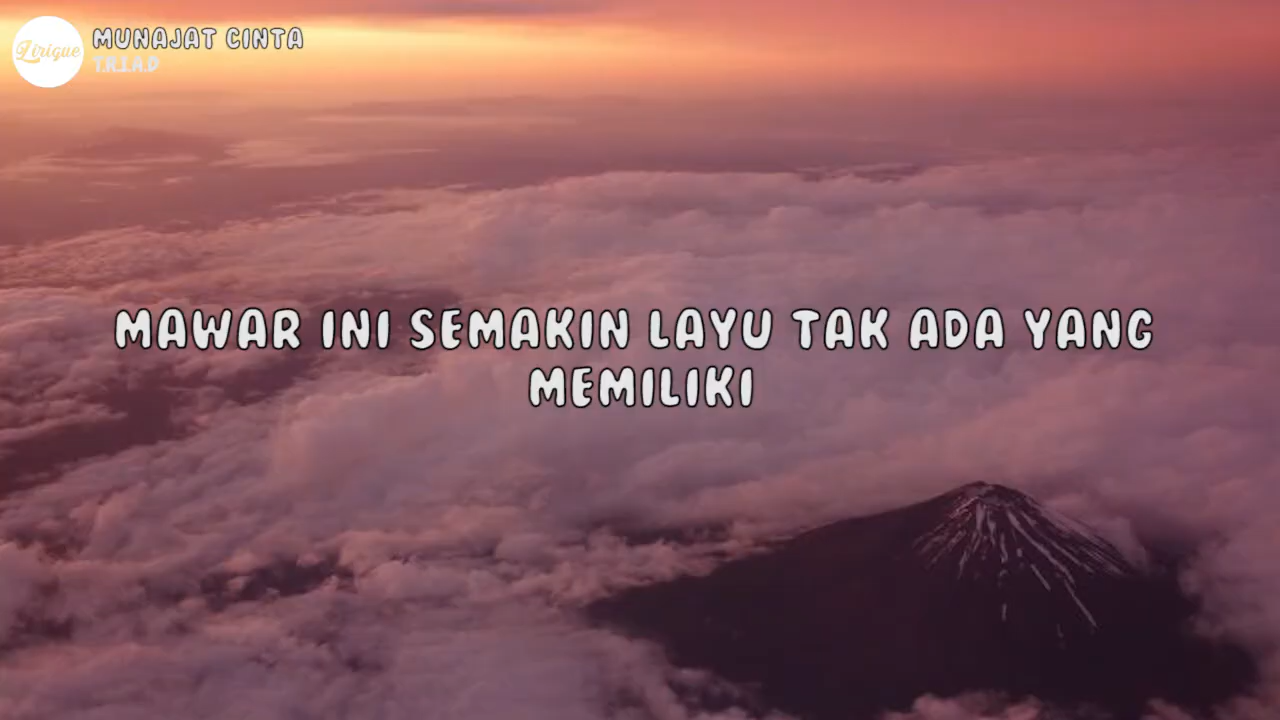 Lirique
MUNAJAT CINTA
T.R.I.A.D
MAWAR INI SEMAKIN LAYU TAK ADA YANG
MEMILIKI